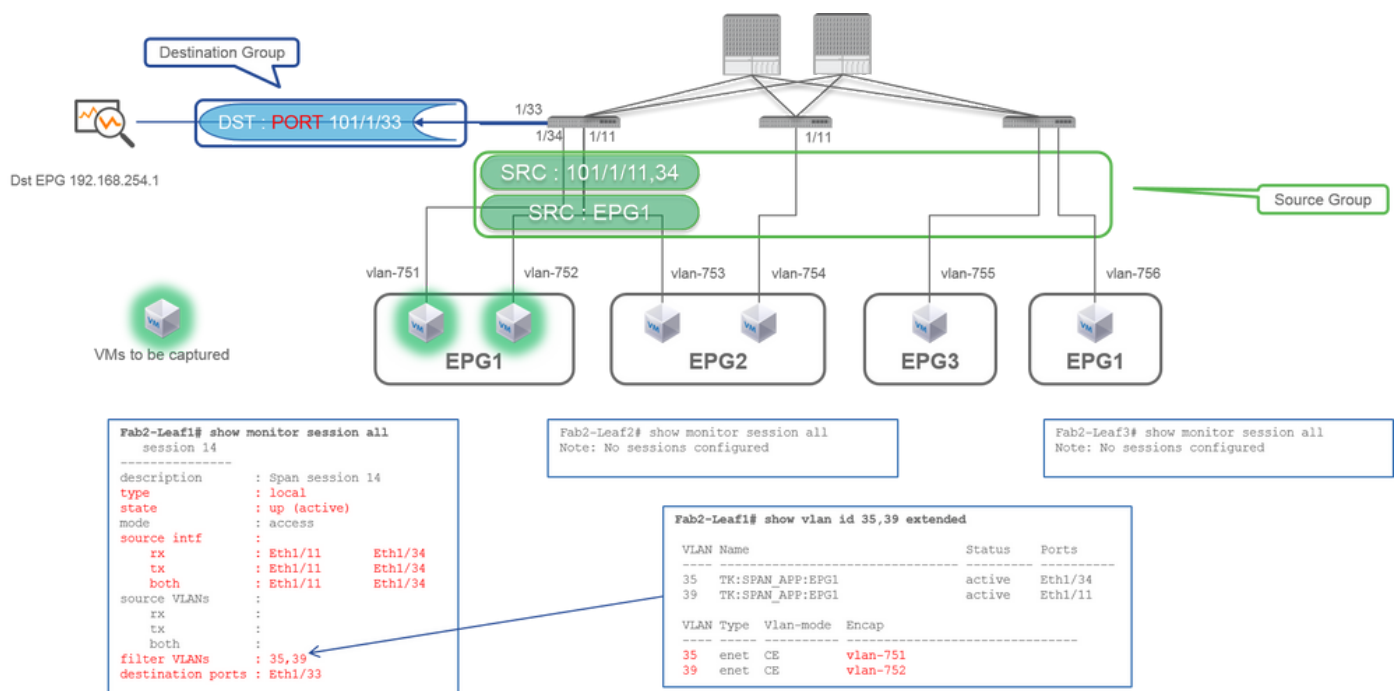 Destination Group
DST : PORT 101/1/33
1/33
1/34
1/11
1/11
Dst EPG 192.168.254.1
SRC : 101/1/11,34
SRC : EPG1
Source Group
vlan-751
vlan-752
vlan-753
vlan-754
vlan-755
vlan-756
VM
VMs to be captured
VM
VM
EPG1
VM
VM
EPG2
VM
EPG3
VM
EPG1
Fab2-Leaf1# show monitor session all
session 14
---------------
description : Span session 14
type : local
state : up (active)
mode : access
source intf :
rx : Eth1/11 Eth1/34
tx : Eth1/11 Eth1/34
both : Eth1/11 Eth1/34
source VLANs :
rx :
tx :
both :
filter VLANs : 35,39
destination ports : Eth1/33
Fab2-Leaf2# show monitor session all
Note: No sessions configured
Fab2-Leaf3# show monitor session all
Note: No sessions configured
Fab2-Leaf1# show vlan id 35,39 extended
VLAN Name Status Ports
---- -------------------------------- --------- ----------
35 TK:SPAN_APP:EPG1 active Eth1/34
39 TK:SPAN_APP:EPG1 active Eth1/11
VLAN Type Vlan-mode Encap
---- ----- ---------- -------------------------------
35 enet CE vlan-751
39 enet CE vlan-752